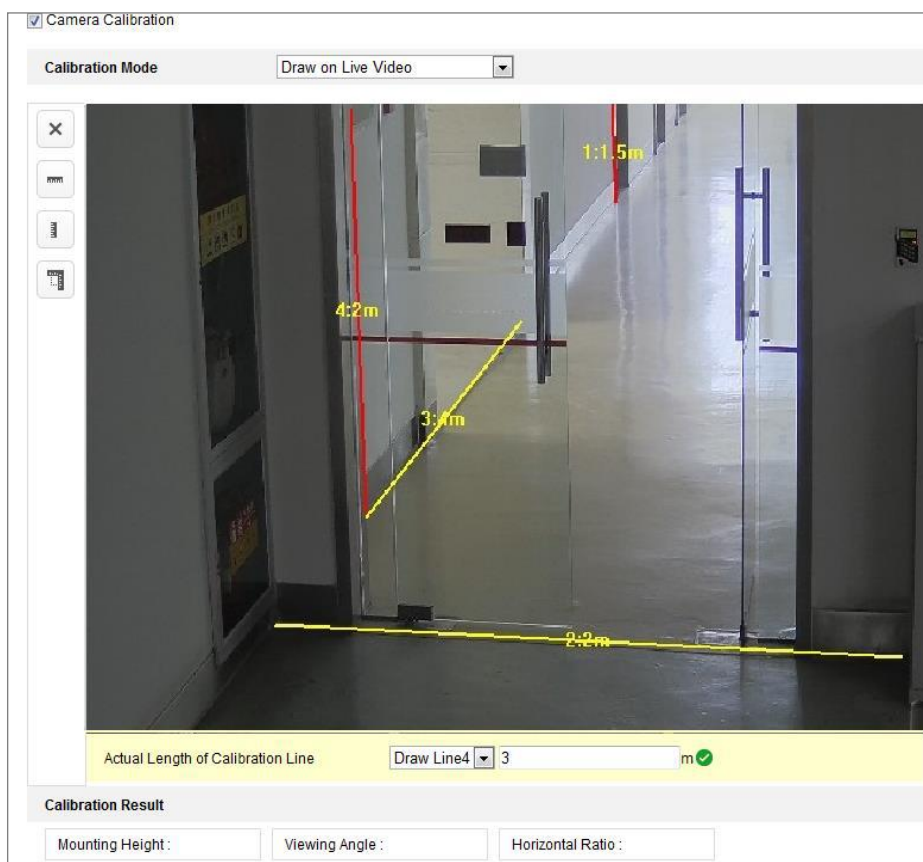 Camera Calibration
Calibration Mode
Draw on Live Video
1:1.5m
4:2m
3:4m
2:2m
Actual Length of Calibration Line
Draw Line4
3
m
Calibration Result
Mounting Height :
Viewing Angle :
Horizontal Ratio :